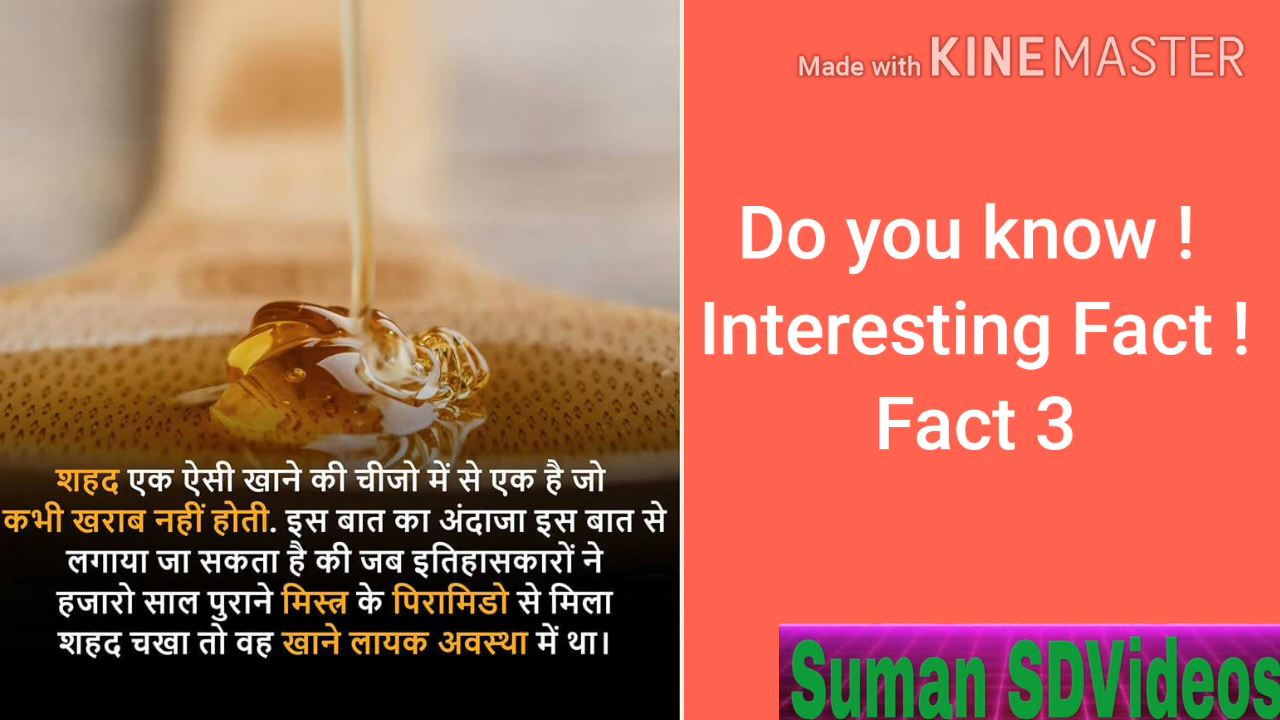 शहद एक ऐसी खाने की चीजो में से एक है जो
कभी खराब नहीं होती. इस बात का अंदाजा इस बात से
लगाया जा सकता है की जब इतिहासकारों ने
हजारो साल पुराने मिस्त्र के पिरामिडो से मिला
शहद चखा तो वह खाने लायक अवस्था में था।
Made with KINEMASTER
Do you know !
Interesting Fact !
Fact 3
Suman SDVideos